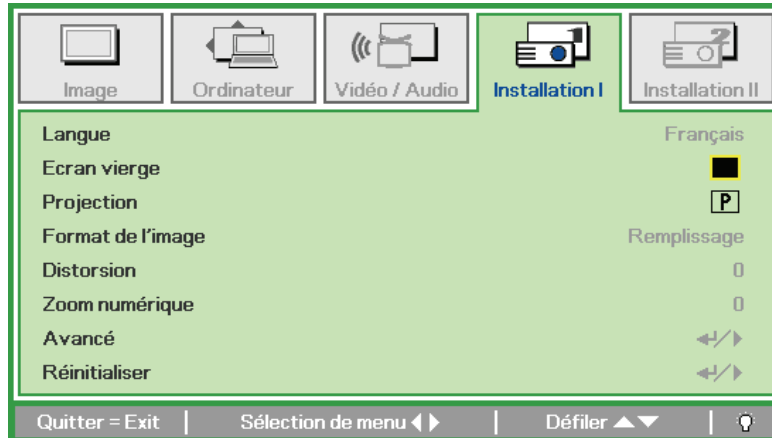 Image Ordinateur Vidéo / Audio Installation I Installation II
Langue Français
Ecran vierge
Projection P
Format de l'image Remplissage
Distorsion 0
Zoom numérique 0
Avancé
Réinitialiser
Quitter = Exit Sélection de menu Défiler